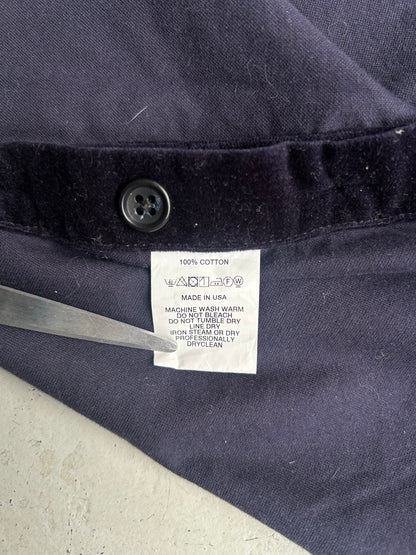 100% COTTON
MADE IN USA
MACHINE WASH WARM
DO NOT BLEACH
DO NOT TUMBLE DRY
LINE DRY
IRON STEAM OR DRY
PROFESSIONALLY
DRYCLEAN